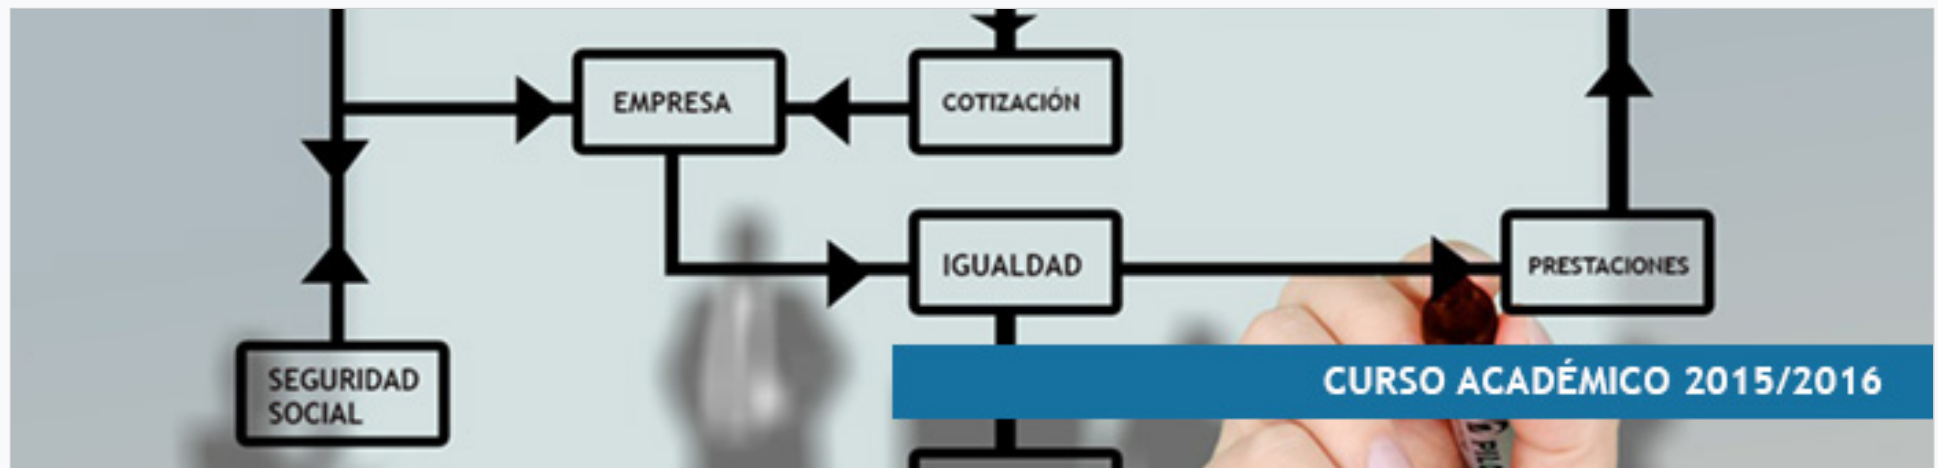 EMPRESA
COTIZACIÓN
IGUALDAD
PRESTACIONES
SEGURIDAD
SOCIAL
CURSO ACADÉMICO 2015/2016